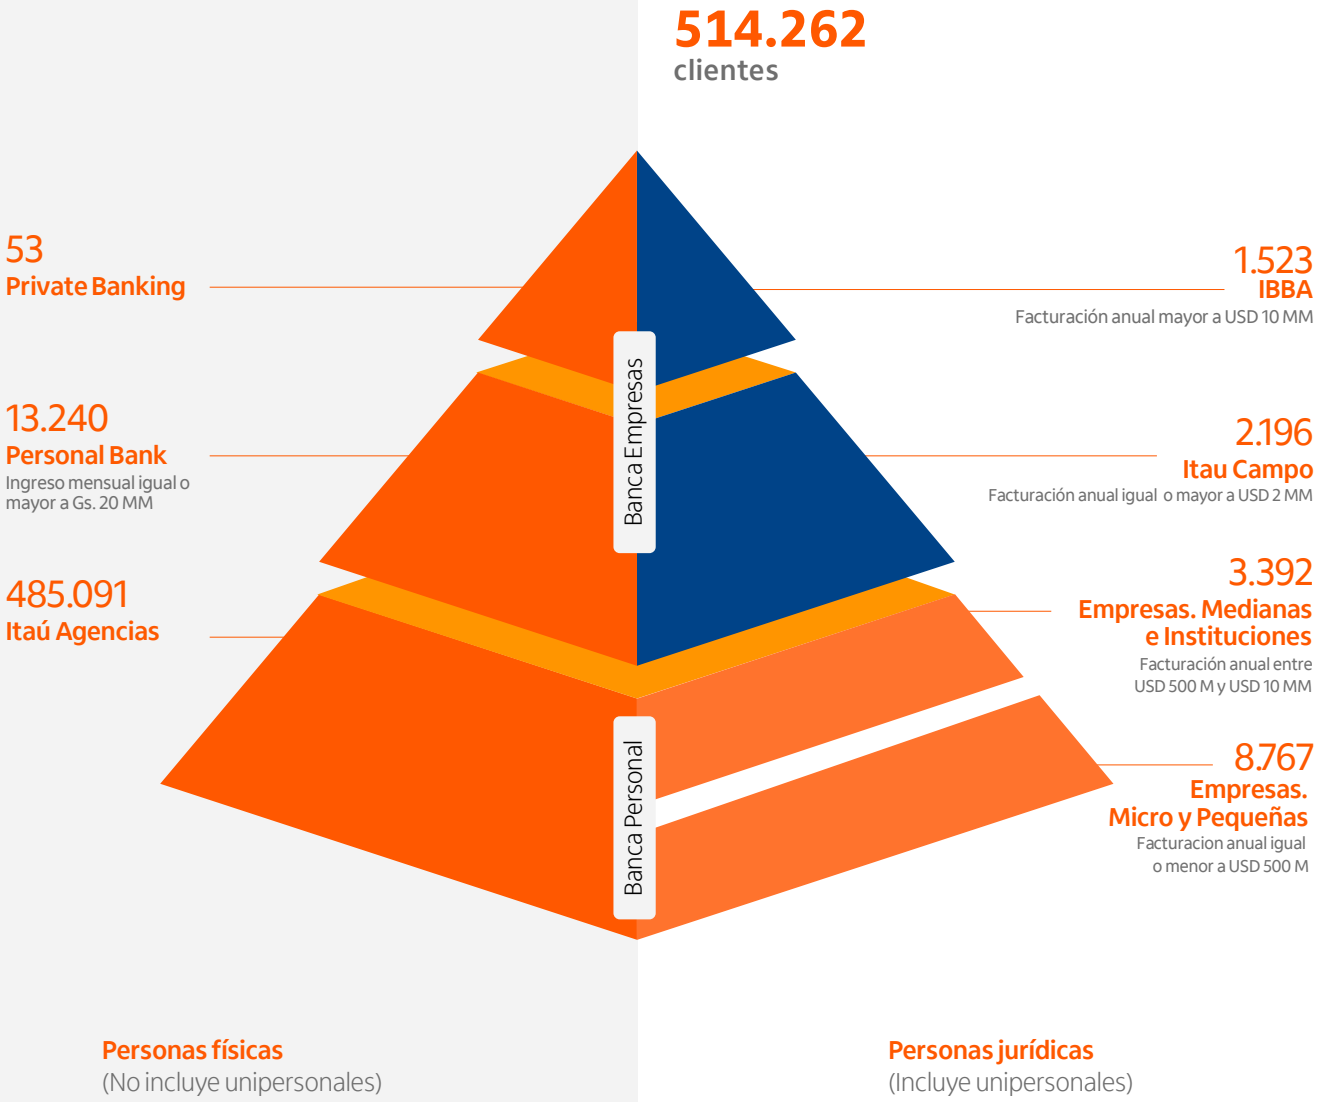 514.262
clientes
53
Private Banking
13.240
Personal Bank
Ingreso mensual igual o
mayor a Gs. 20 MM
485.091
Itaú Agencias
Banca Empresas
Banca Personal
1.523
IBBA
Facturación anual mayor a USD 10 MM
2.196
Itau Campo
Facturación anual igual o mayor a USD 2 MM
3.392
Empresas. Medianas
e Instituciones
Facturación anual entre
USD 500 M y USD 10 MM
8.767
Empresas.
Micro y Pequeñas
Facturacion anual igual
o menor a USD 500 M
Personas físicas
(No incluye unipersonales)
Personas jurídicas
(Incluye unipersonales)